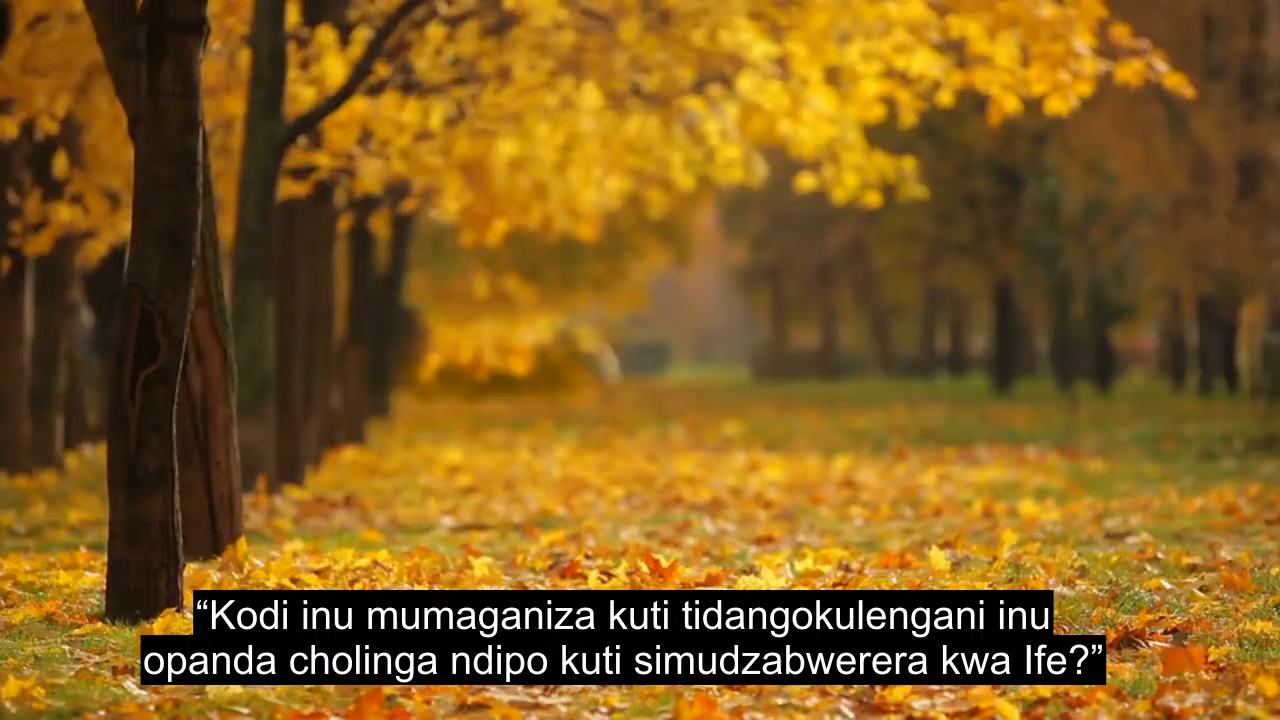 “Kodi inu mumaganiza kuti tidangokulengani inu
opanda cholinga ndipo kuti simudzabwerera kwa Ife?”